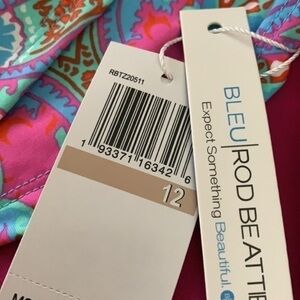 RBTZ20511
1 93371 16342 6
12
BLEU|ROD BEATTIE
Expect Something Beautiful.